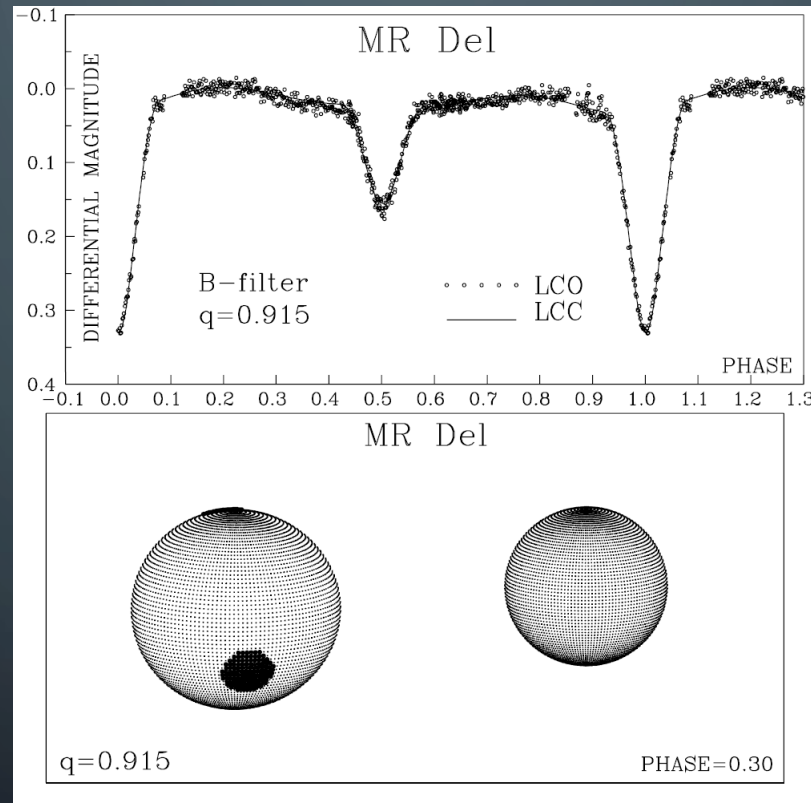 MR Del
DIFFERENTIAL MAGNITUDE
-0.1
0.0
0.1
0.2
0.3
0.4
B-filter
q=0.915
LCO
LCC
PHASE
-0.1 0.0 0.1 0.2 0.3 0.4 0.5 0.6 0.7 0.8 0.9 1.0 1.1 1.2 1.3
MR Del
q=0.915
PHASE=0.30